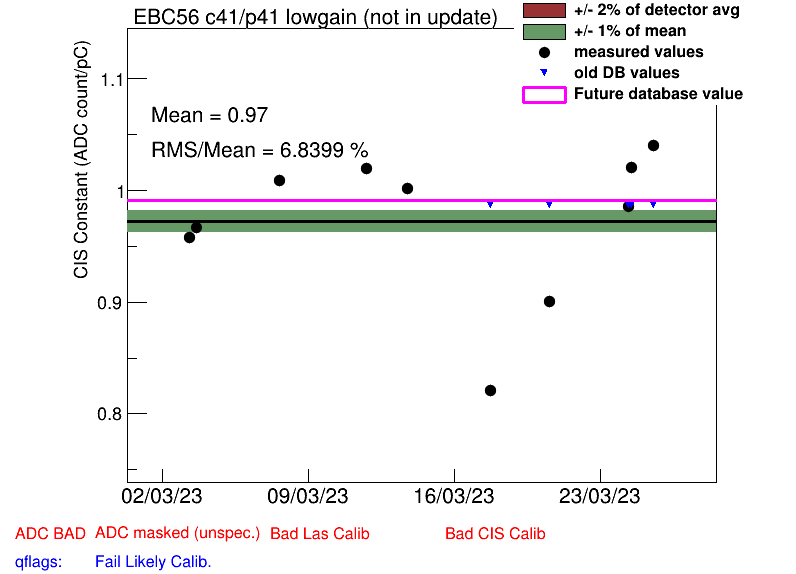 EBC56 c41/p41 lowgain (not in update)
+/- 2% of detector avg
+/- 1% of mean
measured values
old DB values
Future database value
CIS Constant (ADC count/pC)
Mean = 0.97
RMS/Mean = 6.8399 %
1.1
1
0.9
0.8
02/03/23 09/03/23 16/03/23 23/03/23
ADC BAD ADC masked (unspec.) Bad Las Calib Bad CIS Calib
qflags: Fail Likely Calib.